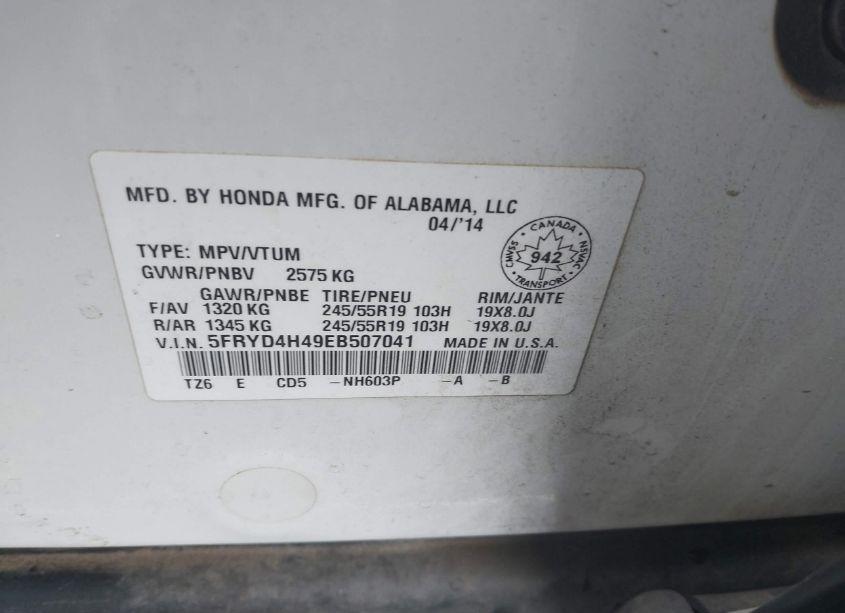 MFD. BY HONDA MFG. OF ALABAMA, LLC
04/'14
TYPE: MPV/VTUM
GVWR/PNBV 2575 KG
GAWR/PNBE TIRE/PNEU RIM/JANTE
F/AV 1320 KG 245/55R19 103H 19X8.0J
R/AR 1345 KG 245/55R19 103H 19X8.0J
V.I.N. 5FRYD4H49EB507041 MADE IN U.S.A.
TZ6 E CD5 -NH603P -A -B
CANADA
CMVSS 942 NSVAC
TRANSPORT